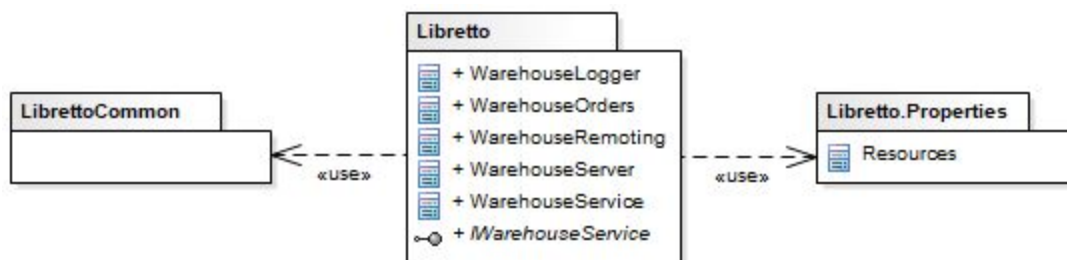 LibrettoCommon
«use»
Libretto
+ WarehouseLogger
+ WarehouseOrders
+ WarehouseRemoting
+ WarehouseServer
+ WarehouseService
+ IWarehouseService
«use»
Libretto.Properties
Resources